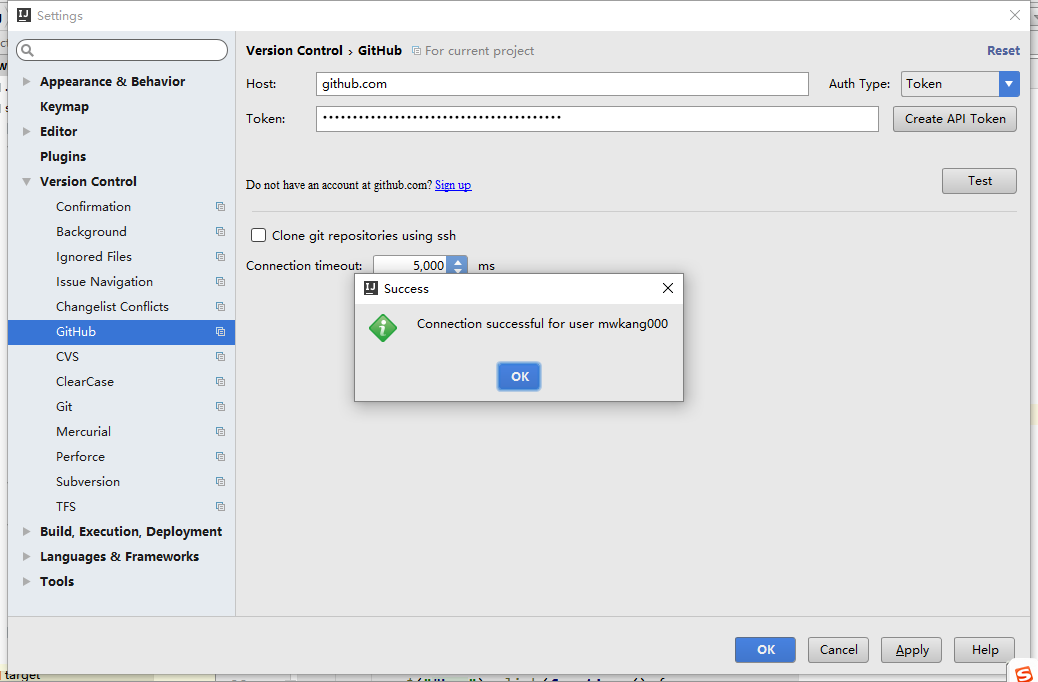 Settings
Version Control › GitHub For current project Reset
Appearance & Behavior
Keymap
Editor
Plugins
Version Control
Confirmation
Background
Ignored Files
Issue Navigation
Changelist Conflicts
GitHub
CVS
ClearCase
Git
Mercurial
Perforce
Subversion
TFS
Build, Execution, Deployment
Languages & Frameworks
Tools
Host: github.com Auth Type: Token
Token: Create API Token
Do not have an account at github.com? Sign up Test
Clone git repositories using ssh
Connection timeout: 5,000 ms
IJ Success
Connection successful for user mwkang000
OK
OK Cancel Apply Help
target